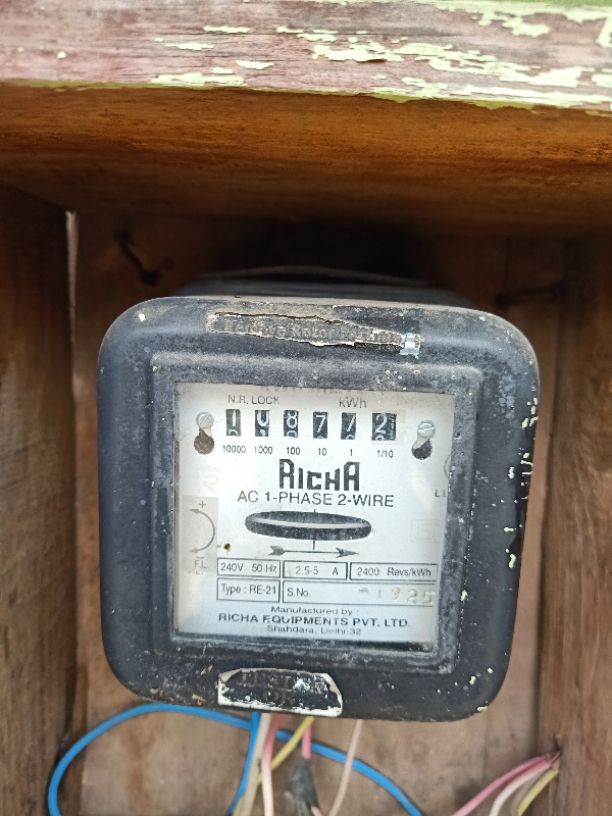 N.R. LOCK kWh
8 7 7 2
10000 1000 100 10 1 1/10
RICHA
AC 1-PHASE 2-WIRE
+
-
F.L.
240V 50 Hz 2.5-5 A 2400 Revs/kWh
Type : RE-21 S.No. 925
Manufactured by :
RICHA EQUIPMENTS PVT. LTD.
Shahdara, Delhi-32